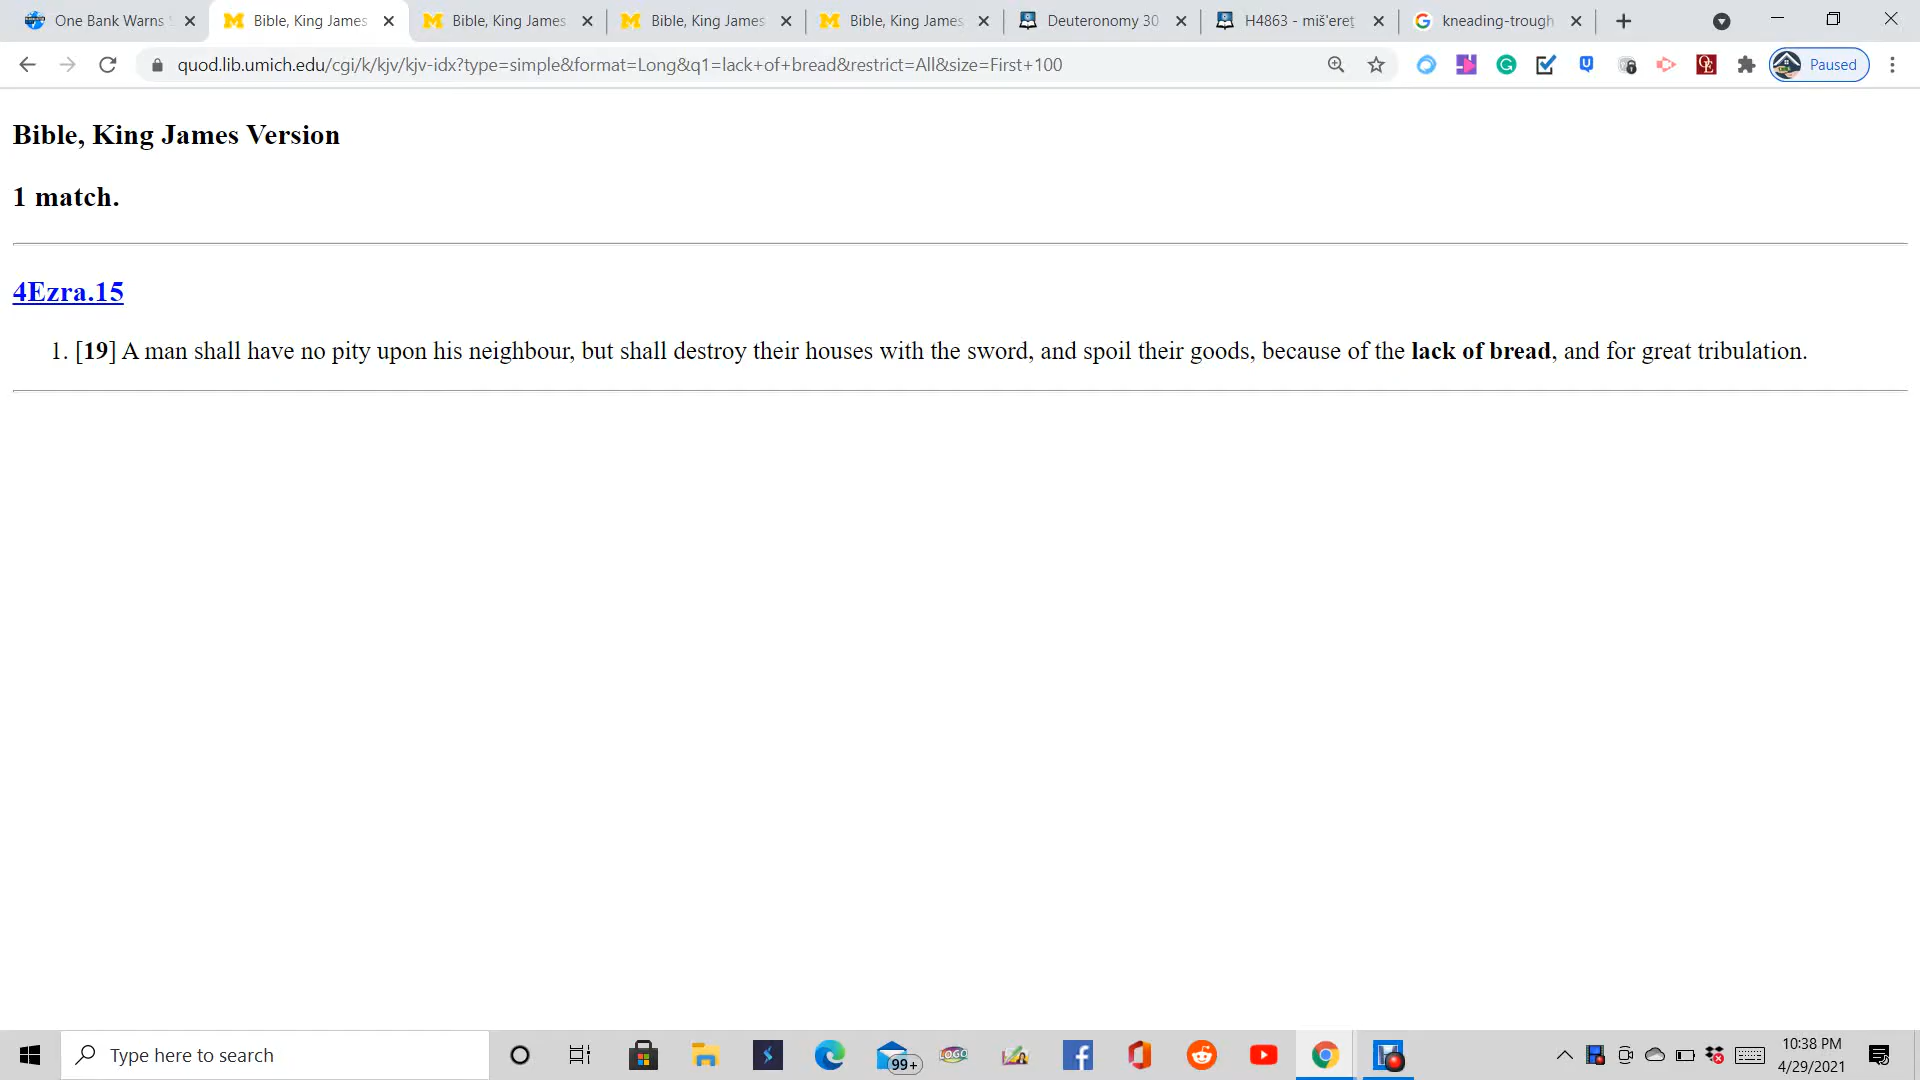 One Bank Warns
Bible, King James
Bible, King James
Bible, King James
Bible, King James
Deuteronomy 30
H4863 - miš'ereṯ
kneading-trough
quod.lib.umich.edu/cgi/k/kjv/kjv-idx?type=simple&format=Long&q1=lack+of+bread&restrict=All&size=First+100
Paused
Bible, King James Version
1 match.
4Ezra.15
1. [19] A man shall have no pity upon his neighbour, but shall destroy their houses with the sword, and spoil their goods, because of the lack of bread, and for great tribulation.
Type here to search
99+
LOGO
10:38 PM
4/29/2021